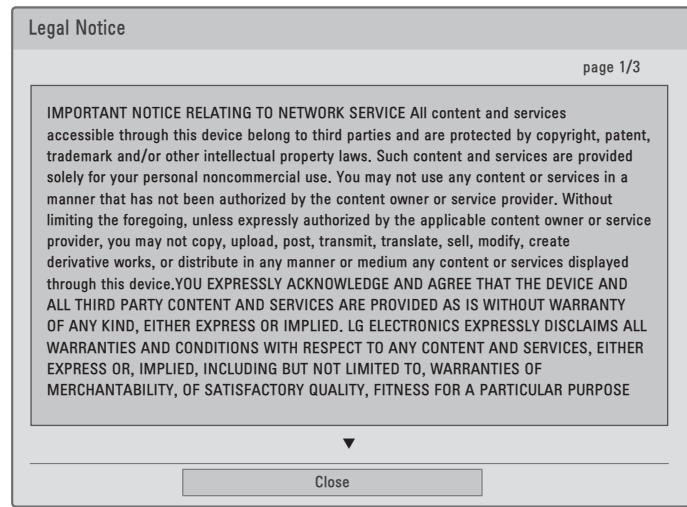 Legal Notice
page 1/3
IMPORTANT NOTICE RELATING TO NETWORK SERVICE All content and services
accessible through this device belong to third parties and are protected by copyright, patent,
trademark and/or other intellectual property laws. Such content and services are provided
solely for your personal noncommercial use. You may not use any content or services in a
manner that has not been authorized by the content owner or service provider. Without
limiting the foregoing, unless expressly authorized by the applicable content owner or service
provider, you may not copy, upload, post, transmit, translate, sell, modify, create
derivative works, or distribute in any manner or medium any content or services displayed
through this device.YOU EXPRESSLY ACKNOWLEDGE AND AGREE THAT THE DEVICE AND
ALL THIRD PARTY CONTENT AND SERVICES ARE PROVIDED AS IS WITHOUT WARRANTY
OF ANY KIND, EITHER EXPRESS OR IMPLIED. LG ELECTRONICS EXPRESSLY DISCLAIMS ALL
WARRANTIES AND CONDITIONS WITH RESPECT TO ANY CONTENT AND SERVICES, EITHER
EXPRESS OR, IMPLIED, INCLUDING BUT NOT LIMITED TO, WARRANTIES OF
MERCHANTABILITY, OF SATISFACTORY QUALITY, FITNESS FOR A PARTICULAR PURPOSE
Close